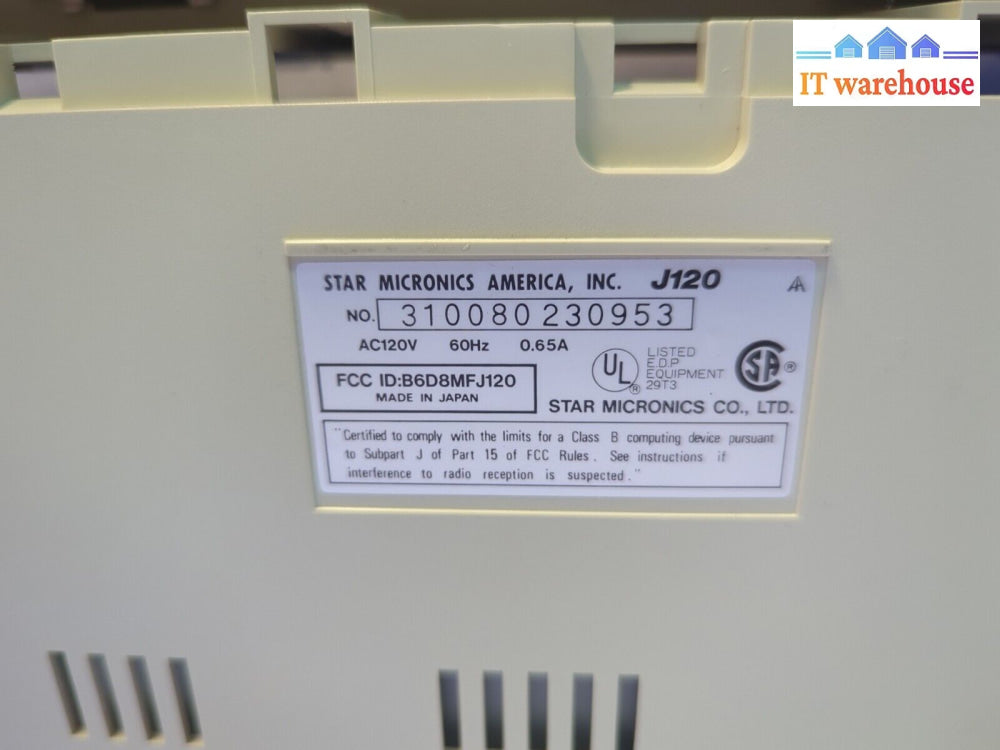 IT warehouse
STAR MICRONICS AMERICA, INC. J120
NO. 310080230953
AC120V 60Hz 0.65A
UL®
LISTED
E.D.P
EQUIPMENT
29T3
SA®
FCC ID:B6D8MFJ120
MADE IN JAPAN
STAR MICRONICS CO., LTD.
"Certified to comply with the limits for a Class B computing device pursuant
to Subpart J of Part 15 of FCC Rules. See instructions if
interference to radio reception is suspected."